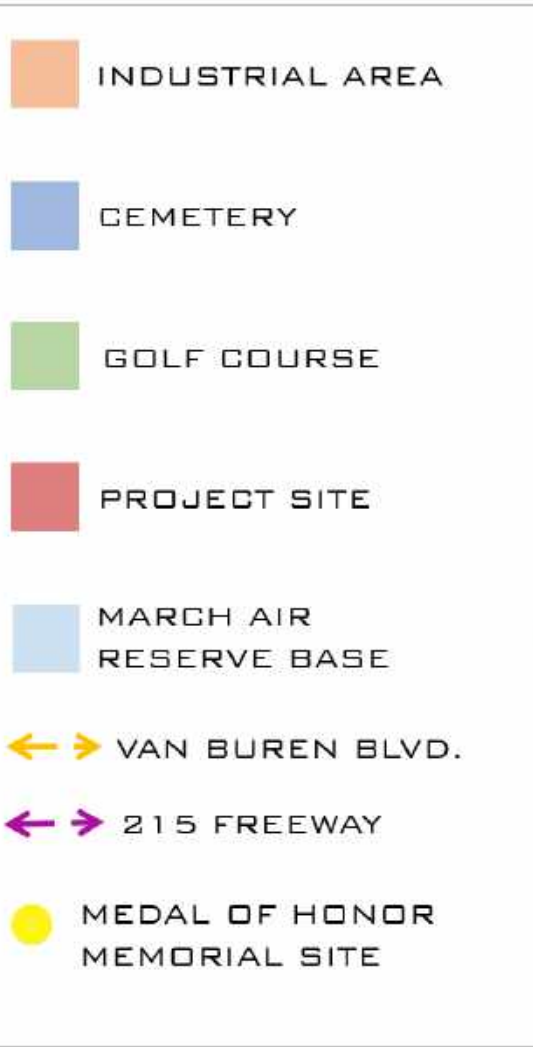 INDUSTRIAL AREA
CEMETERY
GOLF COURSE
PROJECT SITE
MARCH AIR
RESERVE BASE
VAN BUREN BLVD.
215 FREEWAY
MEDAL OF HONOR
MEMORIAL SITE